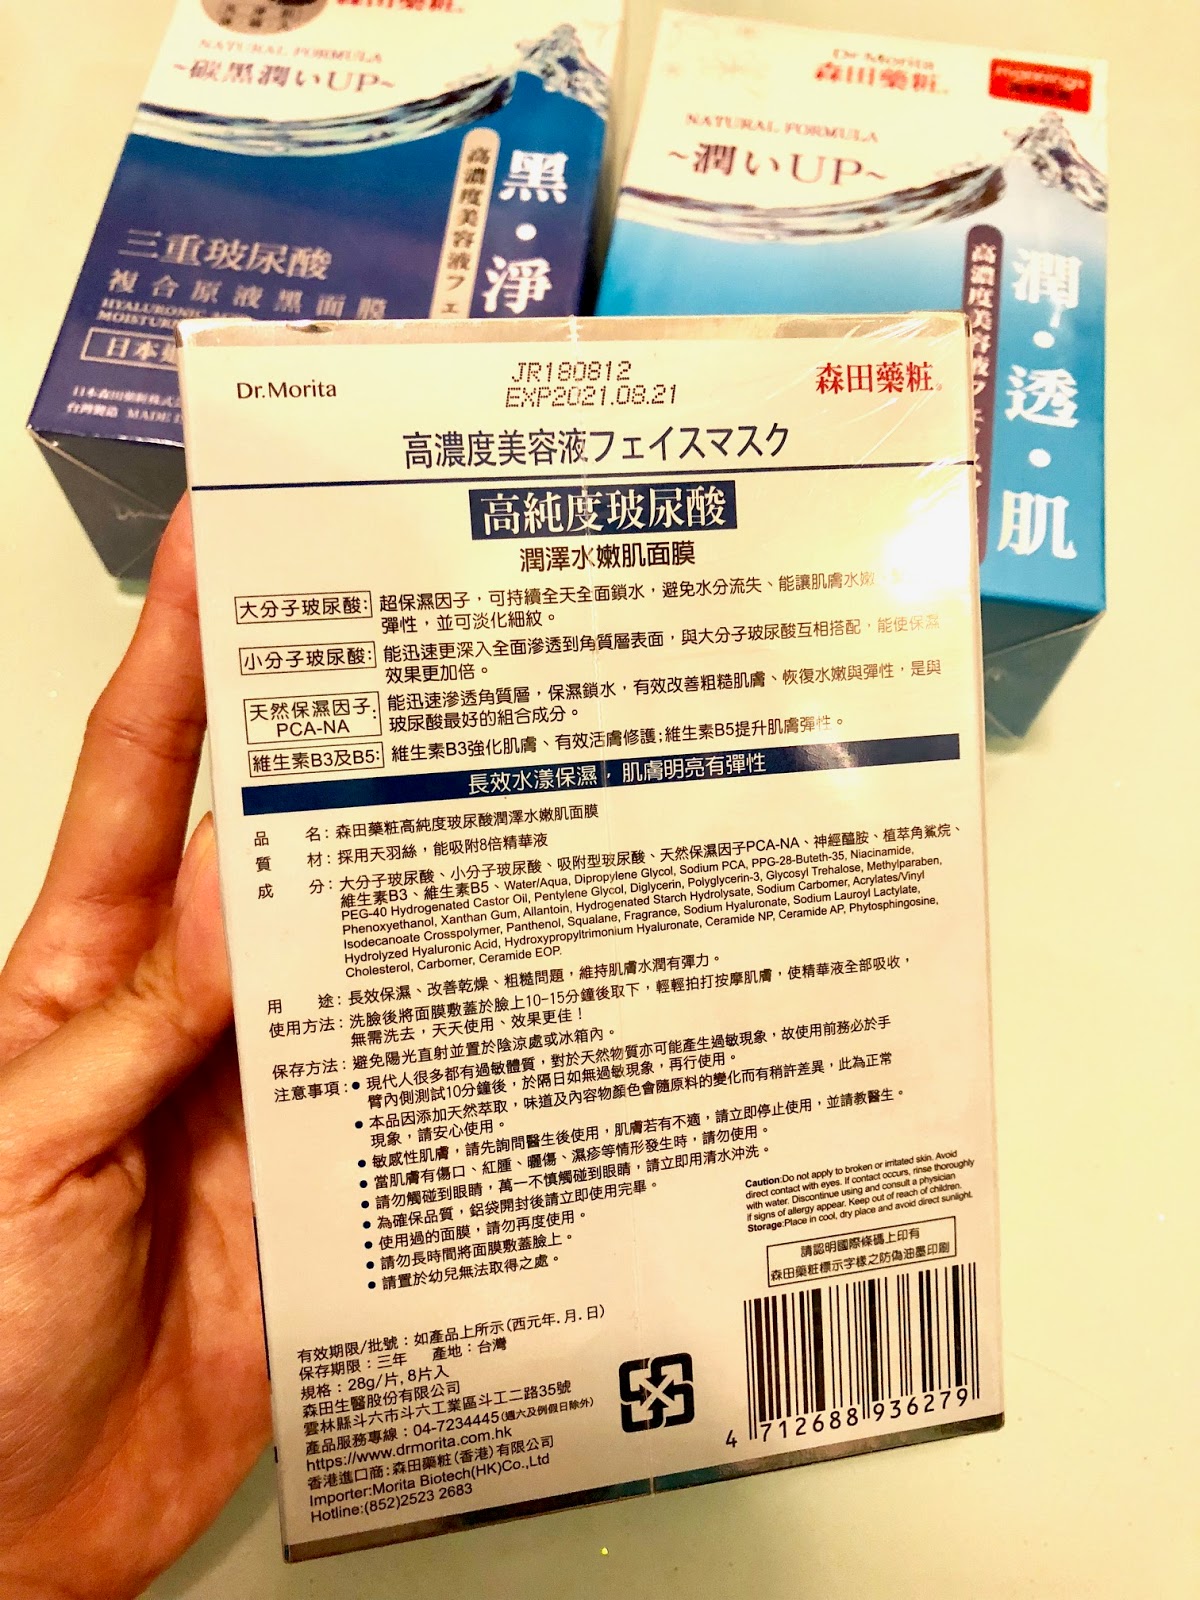 森田藥粧
NATURAL FORMULA
~碳黑潤いUP~
黑・淨
高濃度美容液フェ
三重玻尿酸
複合原液黑面膜
HYALURONIC
MOISTUR
日本
日本森田藥粧株式
台灣製造 MADE
Dr.Morita
森田藥粧
mannings
NATURAL FORMULA
~潤いUP~
潤・透・肌
高濃度美容液フェ
Dr.Morita
JR180812
EXP2021.08.21
森田藥粧
高濃度美容液フェイスマスク
高純度玻尿酸
潤澤水嫩肌面膜
大分子玻尿酸: 超保濕因子，可持續全天全面鎖水，避免水分流失、能讓肌膚水嫩、
彈性，並可淡化細紋。
小分子玻尿酸: 能迅速更深入全面滲透到角質層表面，與大分子玻尿酸互相搭配，能使保濕
效果更加倍。
天然保濕因子: PCA-NA 能迅速滲透角質層，保濕鎖水，有效改善粗糙肌膚、恢復水嫩與彈性，是與
玻尿酸最好的組合成分。
維生素B3及B5: 維生素B3強化肌膚、有效活膚修護;維生素B5提升肌膚彈性。
長效水漾保濕，肌膚明亮有彈性
品 名：森田藥粧高純度玻尿酸潤澤水嫩肌面膜
質 材：採用天羽絲，能吸附8倍精華液
成 分：大分子玻尿酸、小分子玻尿酸、吸附型玻尿酸、天然保濕因子PCA-NA、神經醯胺、植萃角鯊烷、
維生素B3、維生素B5、Water/Aqua, Dipropylene Glycol, Sodium PCA, PPG-28-Buteth-35, Niacinamide,
PEG-40 Hydrogenated Castor Oil, Pentylene Glycol, Diglycerin, Polyglycerin-3, Glycosyl Trehalose, Methylparaben,
Phenoxyethanol, Xanthan Gum, Allantoin, Hydrogenated Starch Hydrolysate, Sodium Carbomer, Acrylates/Vinyl
Isodecanoate Crosspolymer, Panthenol, Squalane, Fragrance, Sodium Hyaluronate, Sodium Lauroyl Lactylate,
Hydrolyzed Hyaluronic Acid, Hydroxypropyltrimonium Hyaluronate, Ceramide NP, Ceramide AP, Phytosphingosine,
Cholesterol, Carbomer, Ceramide EOP.
用 途：長效保濕、改善乾燥、粗糙問題，維持肌膚水潤有彈力。
使用方法：洗臉後將面膜敷蓋於臉上10-15分鐘後取下，輕輕拍打按摩肌膚，使精華液全部吸收，
無需洗去，天天使用、效果更佳！
保存方法：避免陽光直射並置於陰涼處或冰箱內。
注意事項：● 現代人很多都有過敏體質，對於天然物質亦可能產生過敏現象，故使用前務必於手
臂內側測試10分鐘後，於隔日如無過敏現象，再行使用。
● 本品因添加天然萃取，味道及內容物顏色會隨原料的變化而有稍許差異，此為正常
現象，請安心使用。
● 敏感性肌膚，請先詢問醫生後使用，肌膚若有不適，請立即停止使用，並請教醫生。
● 當肌膚有傷口、紅腫、曬傷、濕疹等情形發生時，請勿使用。
● 請勿觸碰到眼睛，萬一不慎觸碰到眼睛，請立即用清水沖洗。
● 為確保品質，鋁袋開封後請立即使用完畢。
● 使用過的面膜，請勿再度使用。
● 請勿長時間將面膜敷蓋臉上。
● 請置於幼兒無法取得之處。
Caution:Do not apply to broken or irritated skin. Avoid
direct contact with eyes. If contact occurs, rinse thoroughly
with water. Discontinue using and consult a physician
if signs of allergy appear. Keep out of reach of children.
Storage:Place in cool, dry place and avoid direct sunlight.
請認明國際條碼上印有
森田藥粧標示字樣之防偽油墨印刷
有效期限/批號：如產品上所示(西元年.月.日)
保存期限：三年 產地：台灣
規格：28g/片, 8片入
森田生醫股份有限公司
雲林縣斗六市斗六工業區斗工二路35號
產品服務專線：04-7234445(週六及例假日除外)
https://www.drmorita.com.hk
香港進口商:森田藥粧(香港)有限公司
Importer:Morita Biotech(HK)Co.,Ltd
Hotline:(852)2523 2683
4 712688 936279